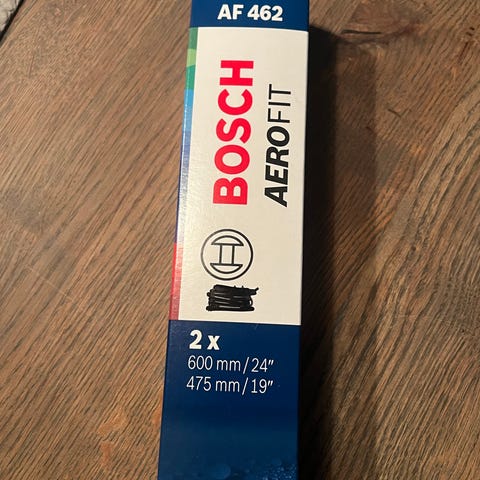 AF 462
BOSCH
AEROFIT
2 x
600 mm/24"
475 mm/19"